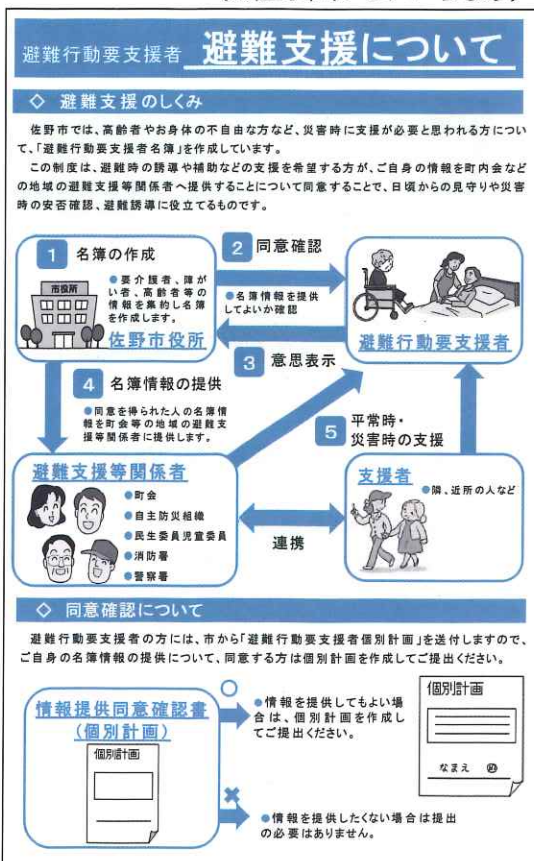 避難行動要支援者 避難支援について
◇ 避難支援のしくみ
佐野市では、高齢者やお身体の不自由な方など、災害時に支援が必要と思われる方につい
て、「避難行動要支援者名簿」を作成しています。
この制度は、避難時の誘導や補助などの支援を希望する方が、ご自身の情報を町内会など
の地域の避難支援等関係者へ提供することについて同意することで、日頃からの見守りや災害
時の安否確認、避難誘導に役立てるものです。
1 名簿の作成
市役所
●要介護者、障が
い者、高齢者等の
情報を集約し名簿
を作成します。
佐野市役所
2 同意確認
●名簿情報を提供
してよいか確認
避難行動要支援者
3 意思表示
4 名簿情報の提供
●同意を得られた人の名簿情
報を町会等の地域の避難支
援等関係者に提供します。
5 平常時・
災害時の支援
避難支援等関係者
●町会
●自主防災組織
●民生委員児童委員
●消防署
●警察署
連携
支援者
●隣、近所の人など
◇ 同意確認について
避難行動要支援者の方には、市から「避難行動要支援者個別計画」を送付しますので、
ご自身の名簿情報の提供について、同意する方は個別計画を作成してご提出ください。
情報提供同意確認書
(個別計画)
個別計画
●情報を提供してもよい場
合は、個別計画を作成し
てご提出ください。
個別計画
なまえ ㊞
●情報を提供したくない場合は提出
の必要はありません。